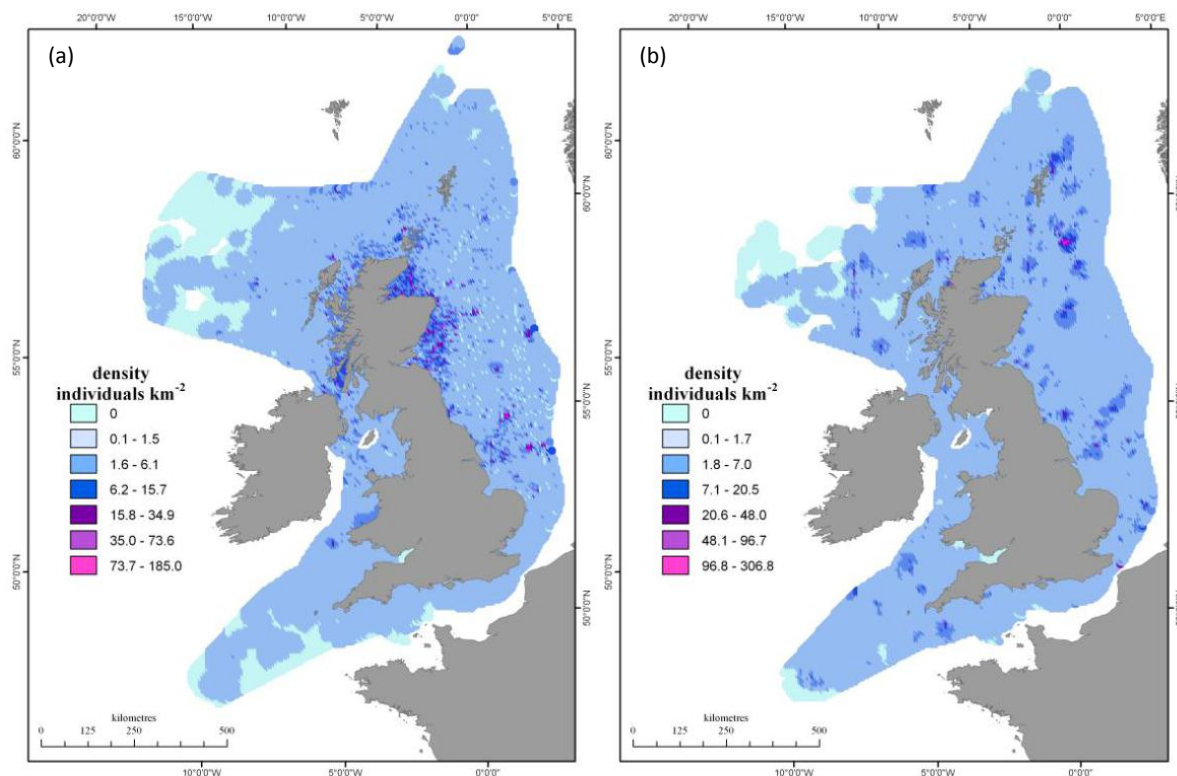 20°0'0"W 15°0'0"W 10°0'0"W 5°0'0"W 0°0'0" 5°0'0"E
(a)
60°0'0"N
55°0'0"N
50°0'0"N
60°0'0"N
55°0'0"N
50°0'0"N
density
individuals km-2
0
0.1 - 1.5
1.6 - 6.1
6.2 - 15.7
15.8 - 34.9
35.0 - 73.6
73.7 - 185.0
kilometres
0 125 250 500
10°0'0"W 5°0'0"W 0°0'0"
20°0'0"W 15°0'0"W 10°0'0"W 5°0'0"W 0°0'0" 5°0'0"E
(b)
60°0'0"N
55°0'0"N
50°0'0"N
density
individuals km-2
0
0.1 - 1.7
1.8 - 7.0
7.1 - 20.5
20.6 - 48.0
48.1 - 96.7
96.8 - 306.8
kilometres
0 125 250 500
10°0'0"W 5°0'0"W 0°0'0"